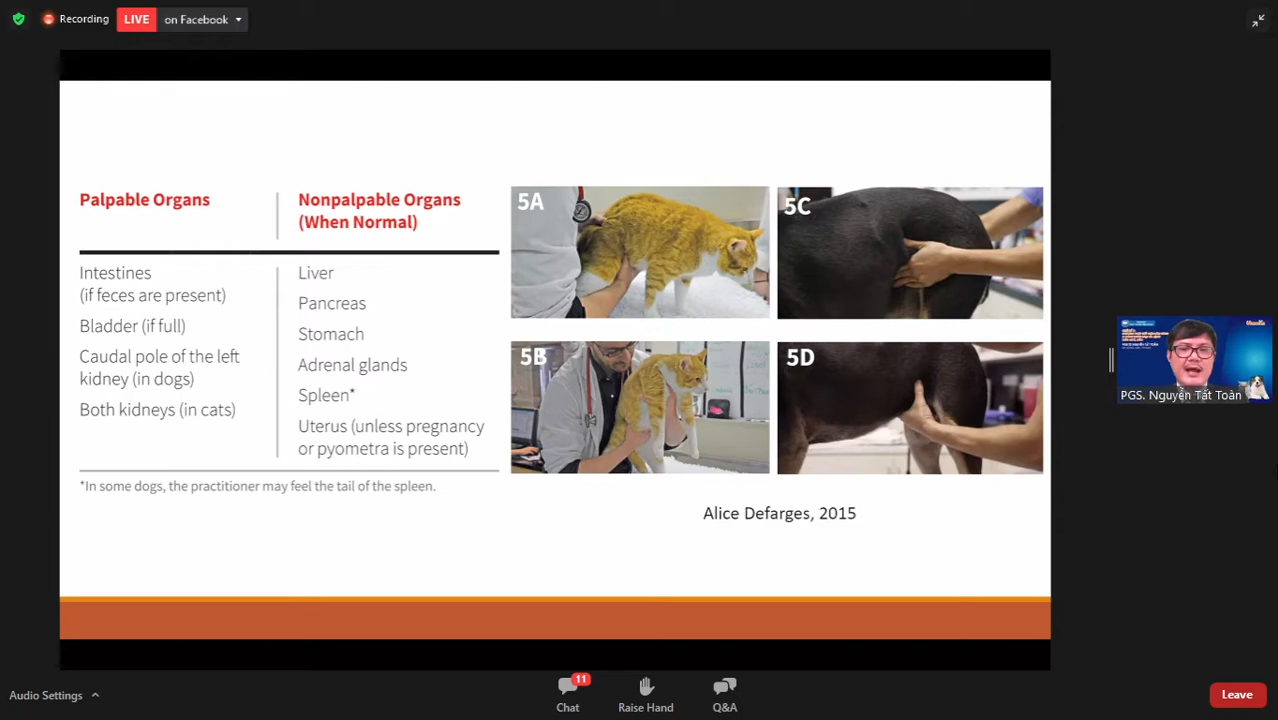 Recording
LIVE
on Facebook
Palpable Organs
Nonpalpable Organs
(When Normal)
Intestines
(if feces are present)
Bladder (if full)
Caudal pole of the left
kidney (in dogs)
Both kidneys (in cats)
Liver
Pancreas
Stomach
Adrenal glands
Spleen*
Uterus (unless pregnancy
or pyometra is present)
*In some dogs, the practitioner may feel the tail of the spleen.
5A
5C
5B
5D
Alice Defarges, 2015
PGS. Nguyễn Tất Toàn
Audio Settings
11
Chat
Raise Hand
Q&A
Leave